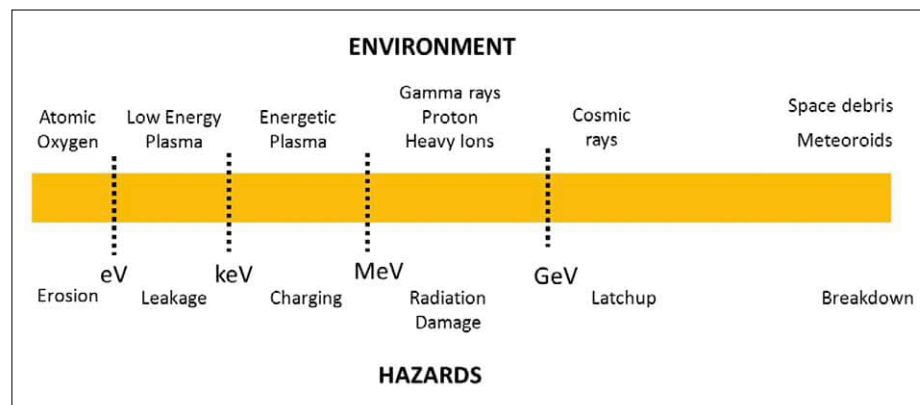 ENVIRONMENT
Atomic
Oxygen
Low Energy
Plasma
Energetic
Plasma
Gamma rays
Proton
Heavy Ions
Cosmic
rays
Space debris
Meteoroids
eV
keV
MeV
GeV
Erosion
Leakage
Charging
Radiation
Damage
Latchup
Breakdown
HAZARDS